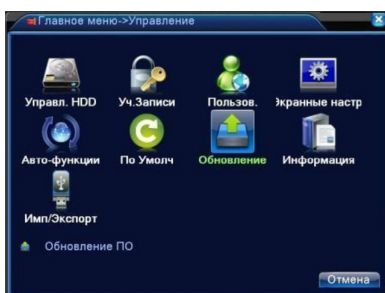 Главное меню->Управление
Управл. HDD
Уч.Записи
Пользов.
Экранные настр
Авто-функции
По Умолч
Обновление
Информация
Имп/Экспорт
Обновление ПО
Отмена